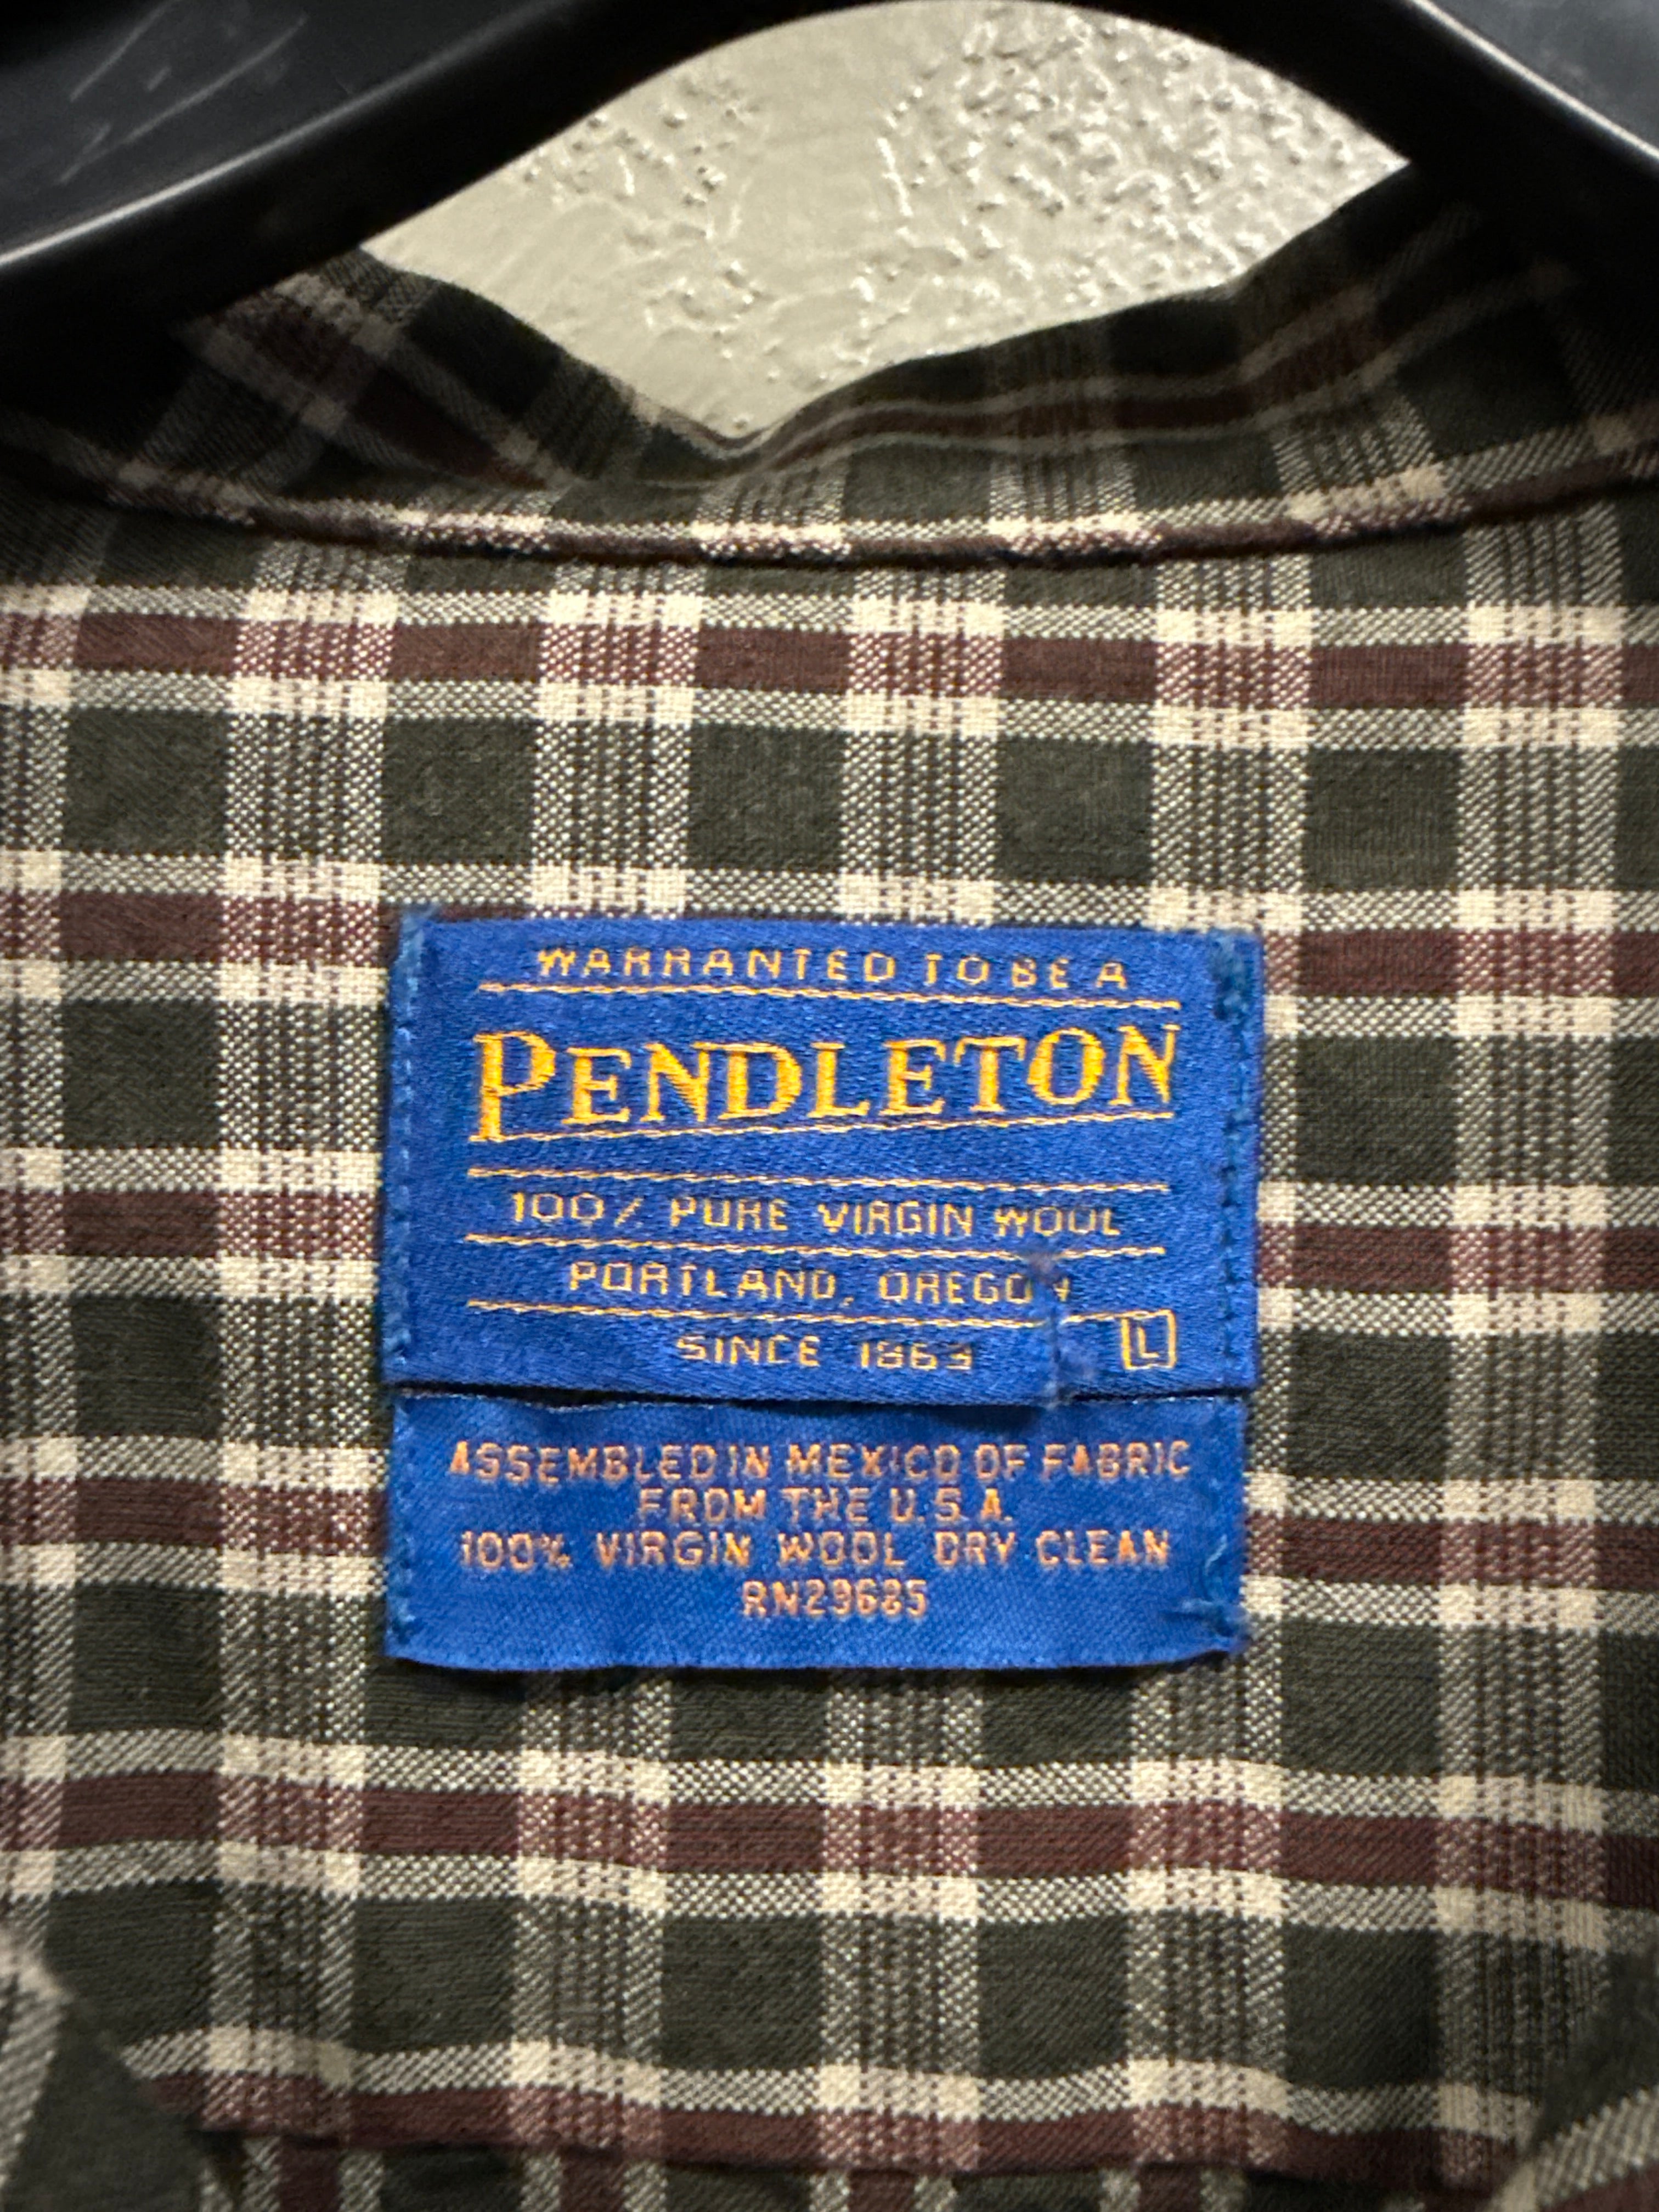 WARRANTED TO BE A
PENDLETON
100% PURE VIRGIN WOOL
PORTLAND, OREGON
SINCE 1863
L
ASSEMBLED IN MEXICO OF FABRIC
FROM THE U.S.A.
100% VIRGIN WOOL DRY CLEAN
RN29685